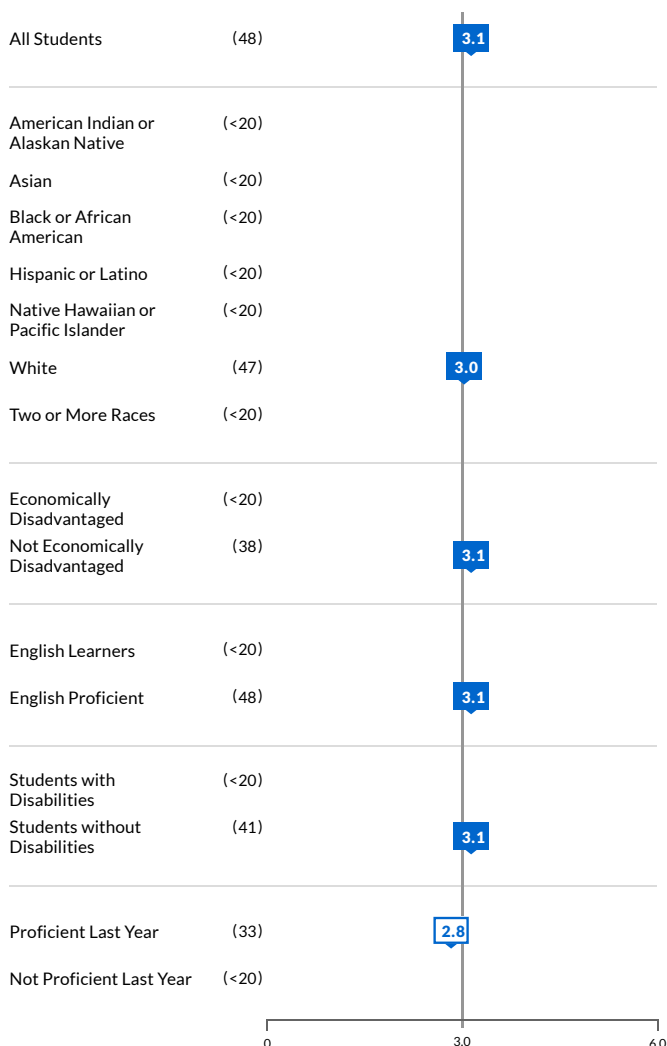 All Students (48) 3.1
American Indian or (<20)
Alaskan Native
Asian (<20)
Black or African (<20)
American
Hispanic or Latino (<20)
Native Hawaiian or (<20)
Pacific Islander
White (47) 3.0
Two or More Races (<20)
Economically (<20)
Disadvantaged
Not Economically (38) 3.1
Disadvantaged
English Learners (<20)
English Proficient (48) 3.1
Students with (<20)
Disabilities
Students without (41) 3.1
Disabilities
Proficient Last Year (33) 2.8
Not Proficient Last Year (<20)
0 3.0 6.0